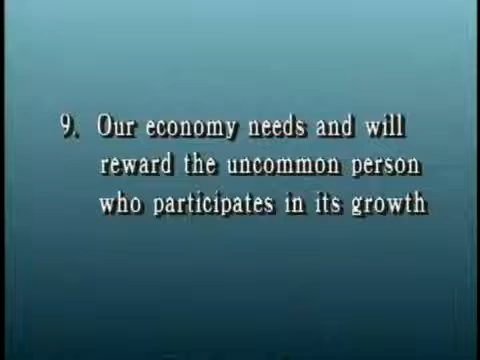 9. Our economy needs and will
reward the uncommon person
who participates in its growth